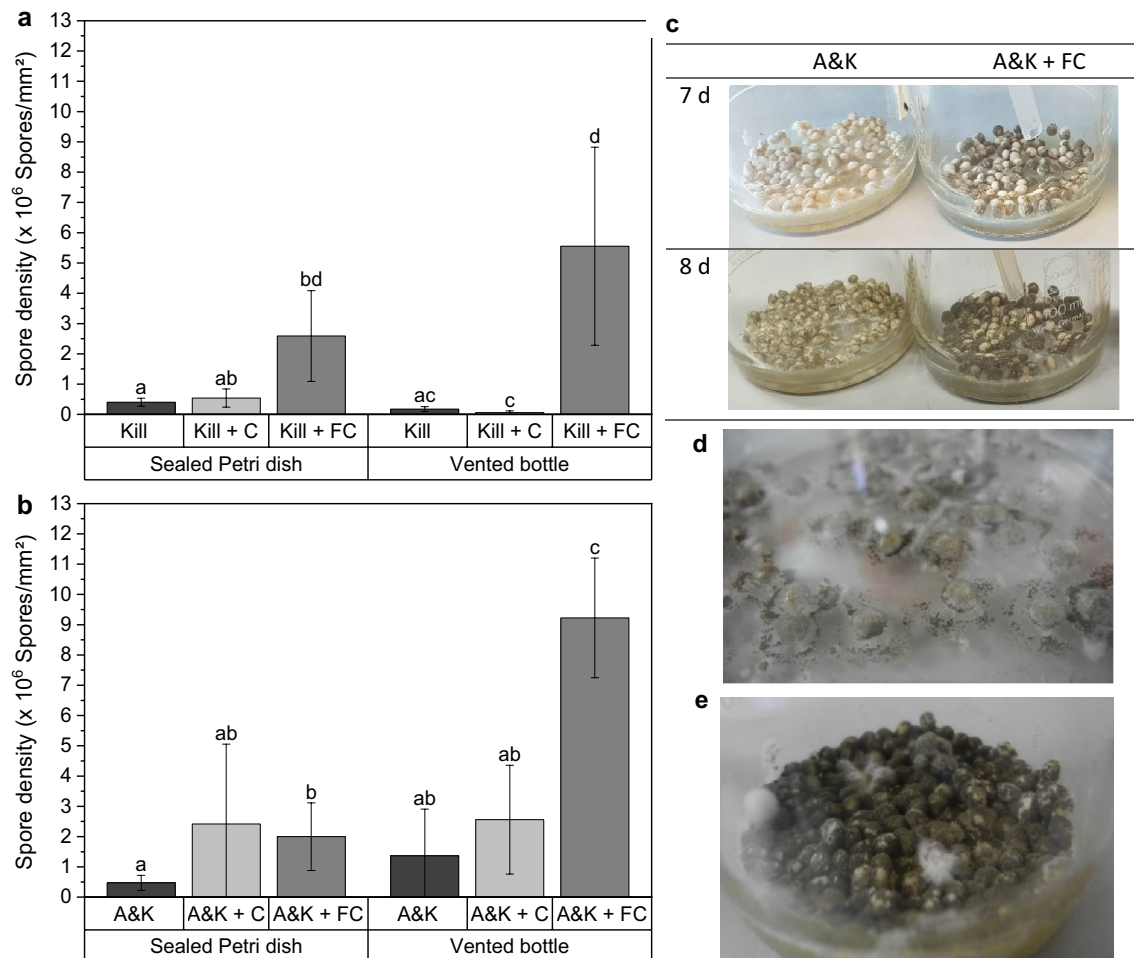 a
13
12
11
10
9
8
7
6
5
4
3
2
1
0
Spore density (x 10⁶ Spores/mm²)
a
ab
bd
ac
c
d
Kill Kill + C Kill + FC Kill Kill + C Kill + FC
Sealed Petri dish Vented bottle
b
13
12
11
10
9
8
7
6
5
4
3
2
1
0
Spore density (x 10⁶ Spores/mm²)
a
ab
b
ab
ab
c
A&K A&K + C A&K + FC A&K A&K + C A&K + FC
Sealed Petri dish Vented bottle
c
A&K A&K + FC
7 d
8 d
SCHOTT
100 ml
d
e